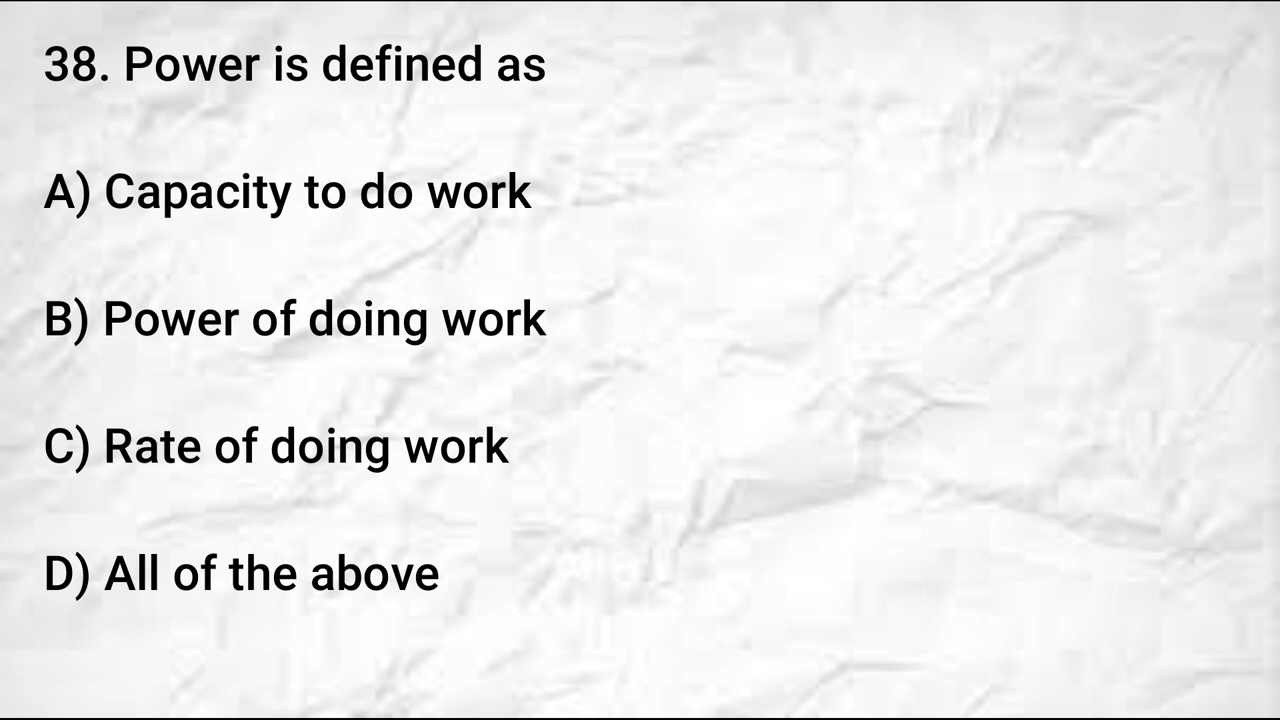 38. Power is defined as
A) Capacity to do work
B) Power of doing work
C) Rate of doing work
D) All of the above